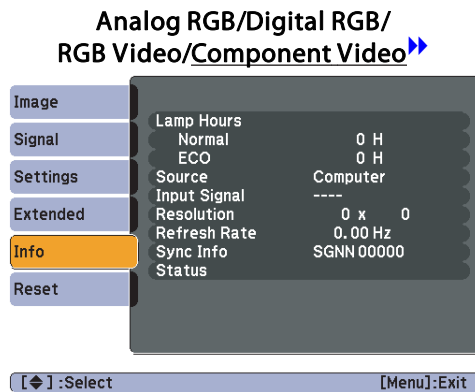 Analog RGB/Digital RGB/
RGB Video/Component Video
Image
Signal
Settings
Extended
Info
Reset
Lamp Hours
Normal 0 H
ECO 0 H
Source Computer
Input Signal ----
Resolution 0 x 0
Refresh Rate 0.00 Hz
Sync Info SGNN 00000
Status
[◆] :Select [Menu]:Exit